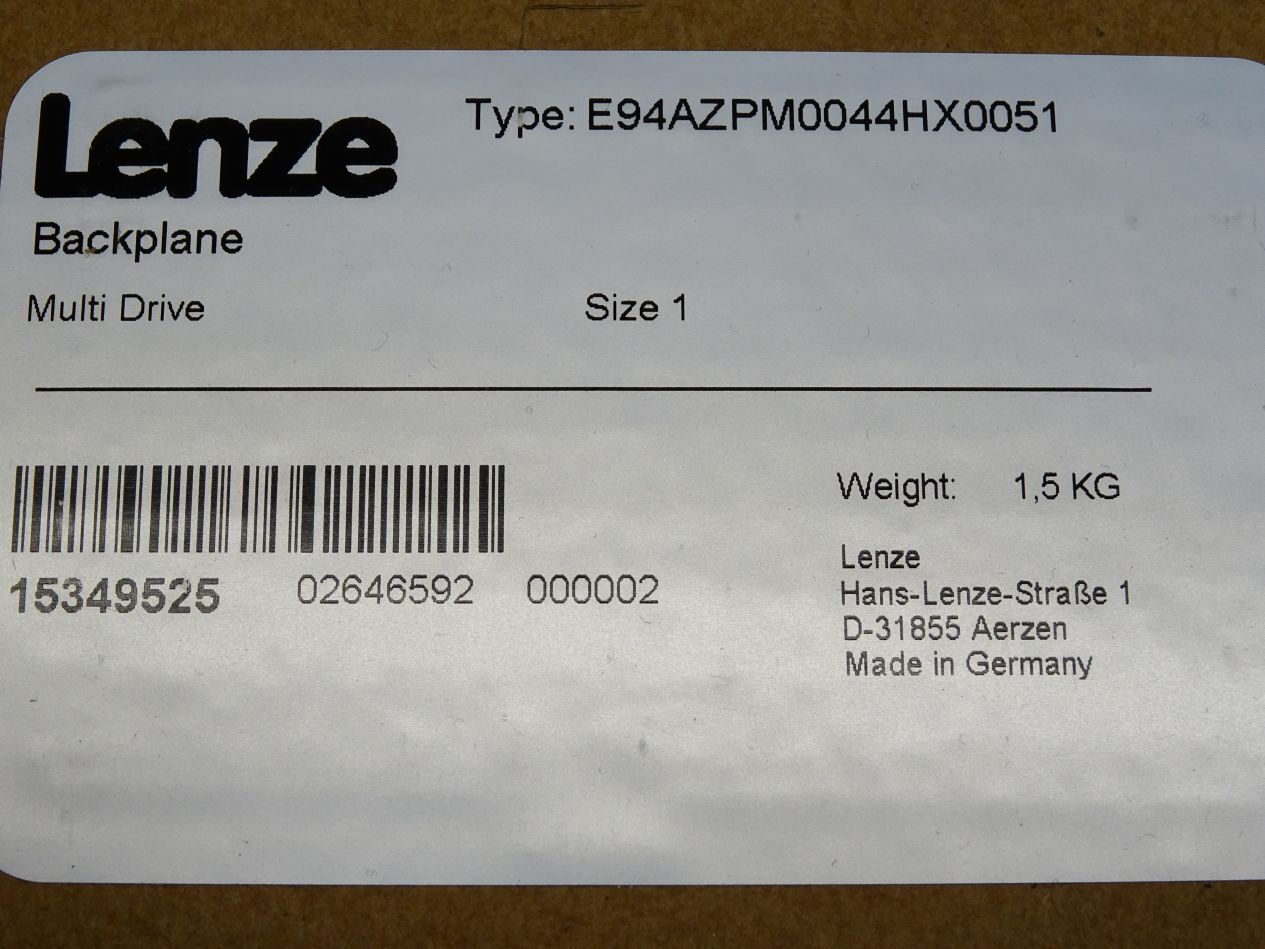 Lenze
Type: E94AZPM0044HX0051
Backplane
Multi Drive Size 1
Weight: 1,5 KG
15349525 02646592 000002
Lenze
Hans-Lenze-Straße 1
D-31855 Aerzen
Made in Germany